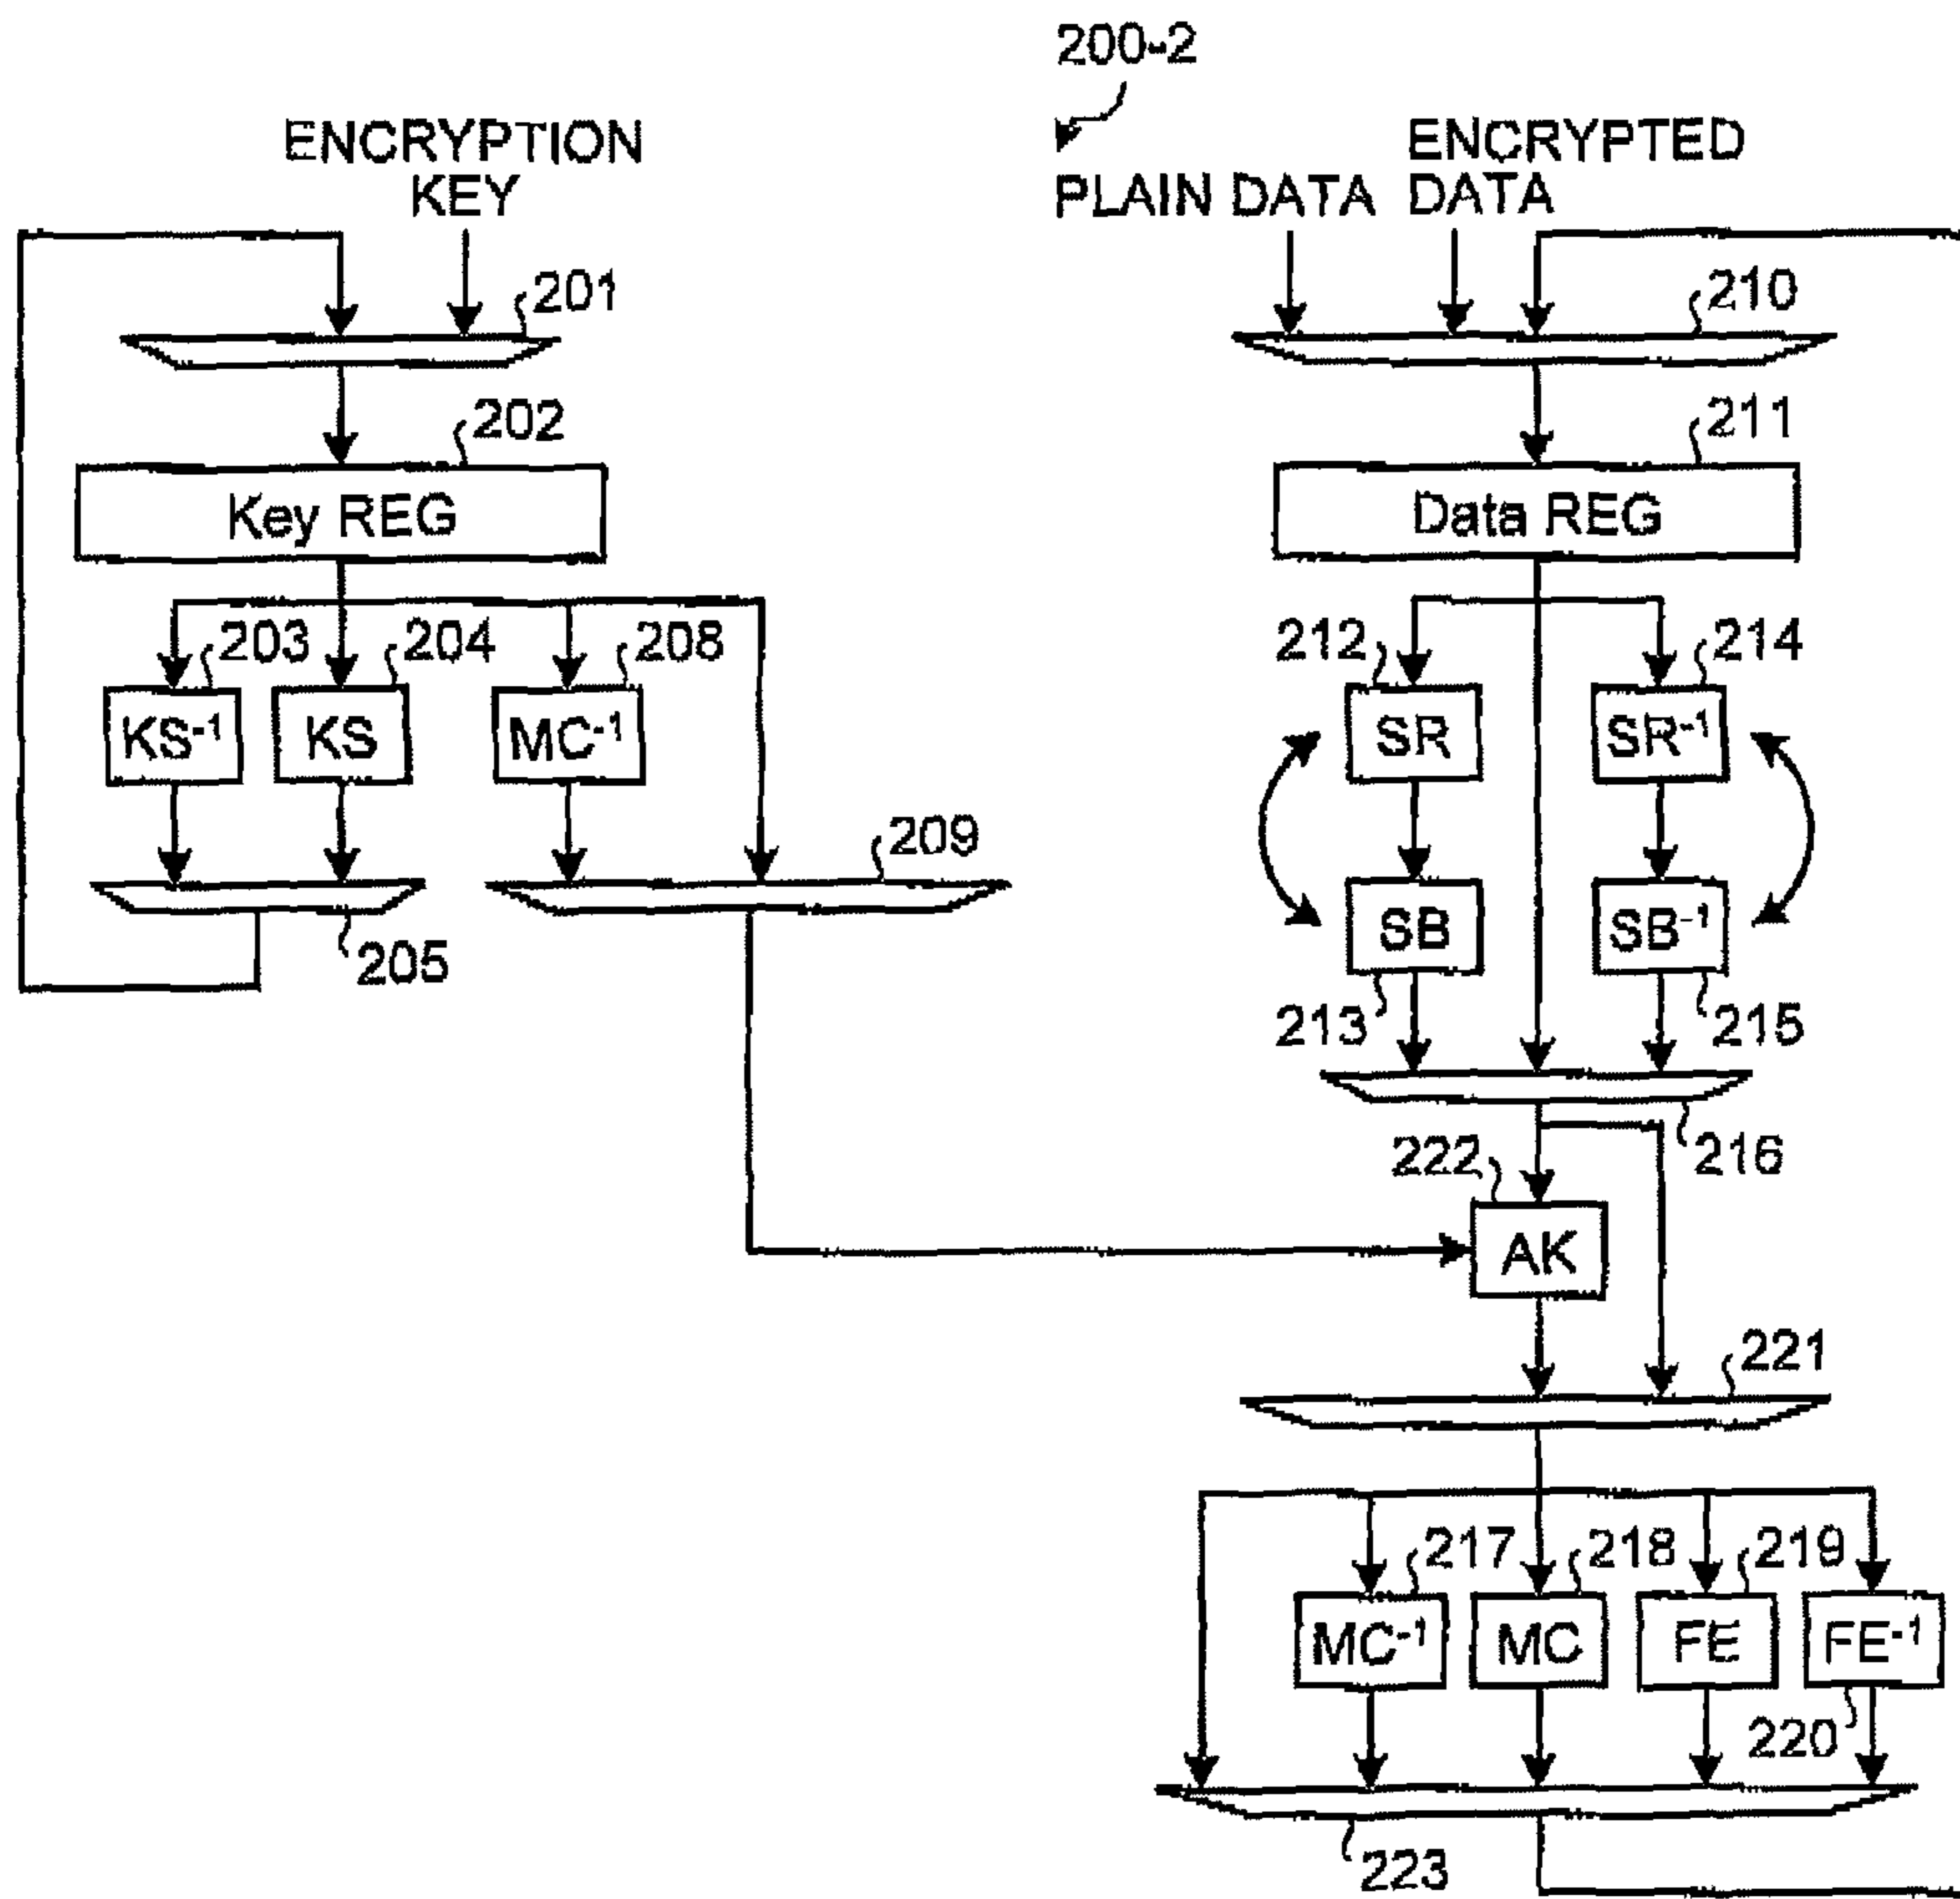 200-2
ENCRYPTION
KEY
PLAIN DATA
ENCRYPTED
DATA
201
210
202
211
Key REG
Data REG
203
204
208
212
214
KS-1
KS
MC-1
SR
SR-1
209
205
SB
SB-1
213
215
216
222
AK
221
217
218
219
MC-1
MC
FE
FE-1
220
223